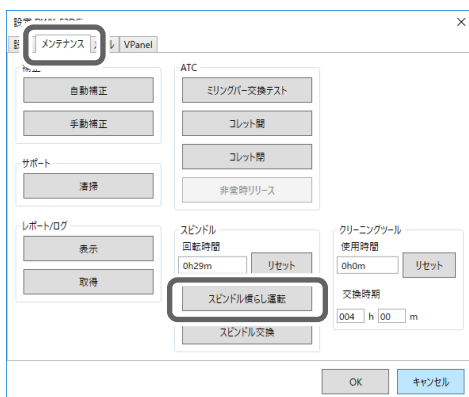 設定
メンテナンス
VPanel
補正
自動補正
手動補正
サポート
清掃
レポート/ログ
表示
取得
ATC
ミリングバー交換テスト
コレット開
コレット閉
非常時リリース
スピンドル
回転時間
0h29m
リセット
スピンドル慣らし運転
スピンドル交換
クリーニングツール
使用時間
0h0m
リセット
交換時期
004 h 00 m
OK
キャンセル